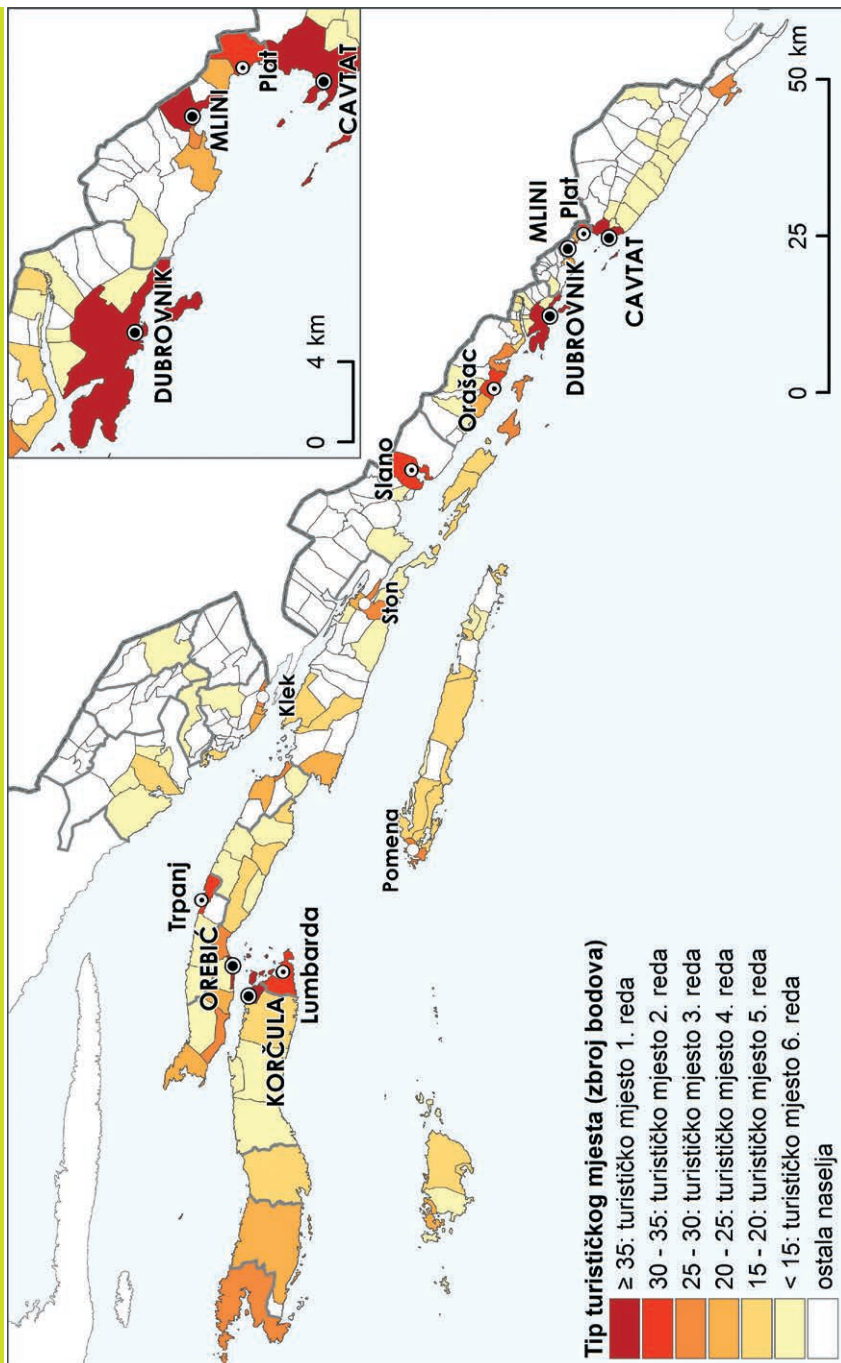 DUBROVNIK
MLINI
Plat
CAVTAT
0 4 km
Trpanj
OREBIĆ
KORČULA
Lumbarda
Klek
Ston
Pomena
Slano
Orašac
DUBROVNIK
MLINI
Plat
CAVTAT
0 25 50 km
Tip turističkog mjesta (zbroj bodova)
≥ 35: turističko mjesto 1. reda
30 - 35: turističko mjesto 2. reda
25 - 30: turističko mjesto 3. reda
20 - 25: turističko mjesto 4. reda
15 - 20: turističko mjesto 5. reda
< 15: turističko mjesto 6. reda
ostala naselja